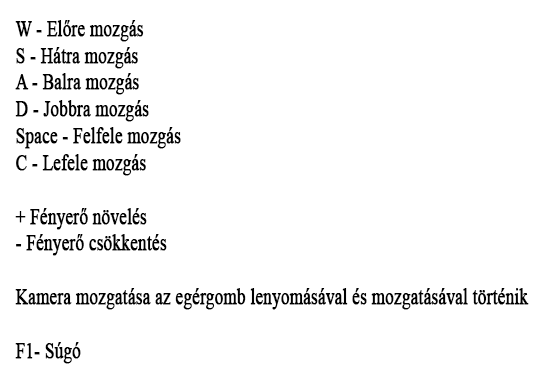 W - Előre mozgás
S - Hátra mozgás
A - Balra mozgás
D - Jobbra mozgás
Space - Felfele mozgás
C - Lefele mozgás
+ Fényerő növelés
- Fényerő csökkentés
Kamera mozgatása az egérgomb lenyomásával és mozgatásával történik
F1- Súgó